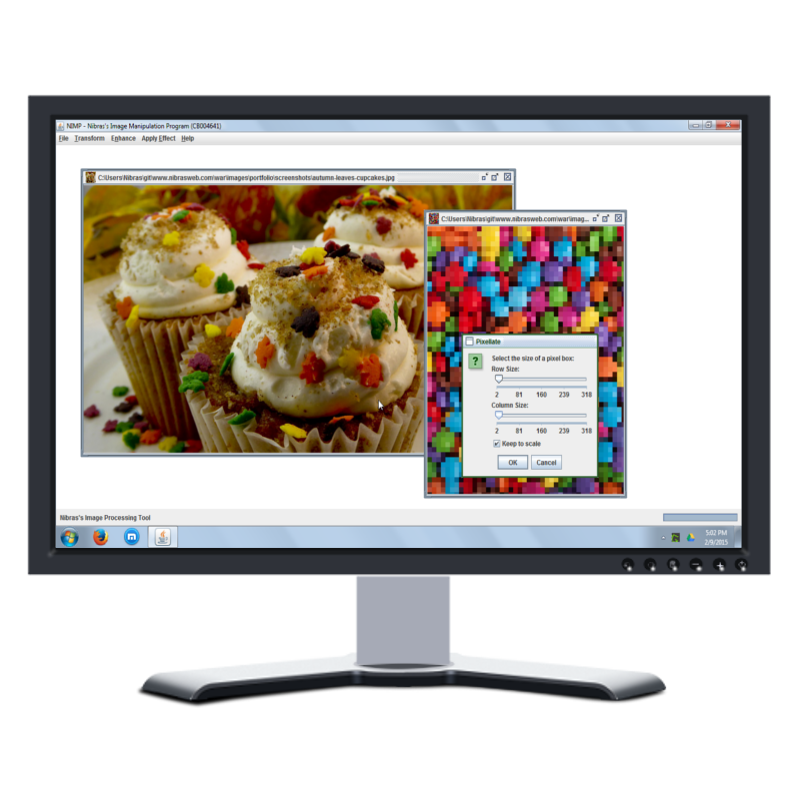 NIMP - Nibras's Image Manipulation Program (CB004641)
File Transform Enhance Apply Effect Help
C:\Users\Nibras\git\www.nibrasweb.com\war\images\portfolio\screenshots\autumn-leaves-cupcakes.jpg
C:\Users\Nibras\git\www.nibrasweb.com\war\imag...
Pixellate
?
Select the size of a pixel box:
Row Size:
2 81 160 239 318
Column Size:
2 81 160 239 318
Keep to scale
OK Cancel
Nibras's Image Processing Tool
5:02 PM
2/9/2015